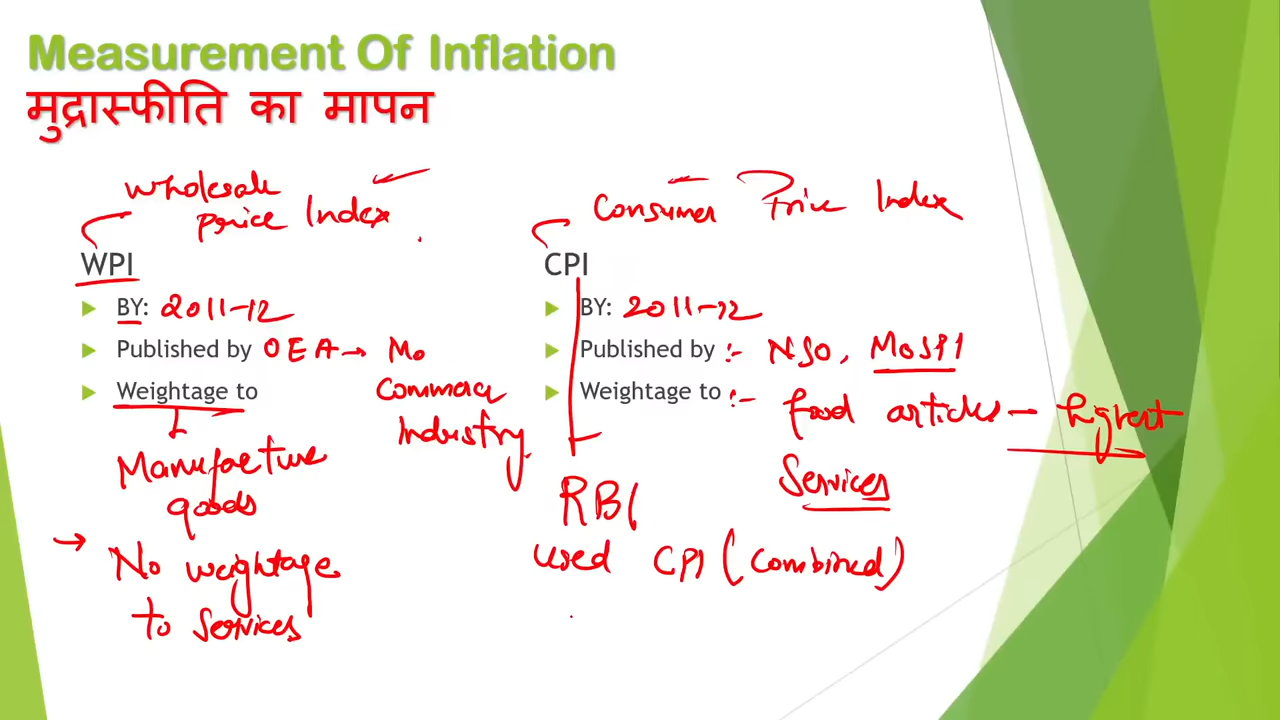 Measurement Of Inflation
मुद्रास्फीति का मापन
Wholesale
Price Index
WPI
BY: 2011-12
Published by OEA → Mo
Commerce
Industry
Weightage to
Manufacture
goods
→ No weightage
to services
Consumer Price Index
CPI
BY: 2011-12
Published by :- NSO, MOSPI
Weightage to :- food articles - highest
Services
RBI
used CPI (Combined)